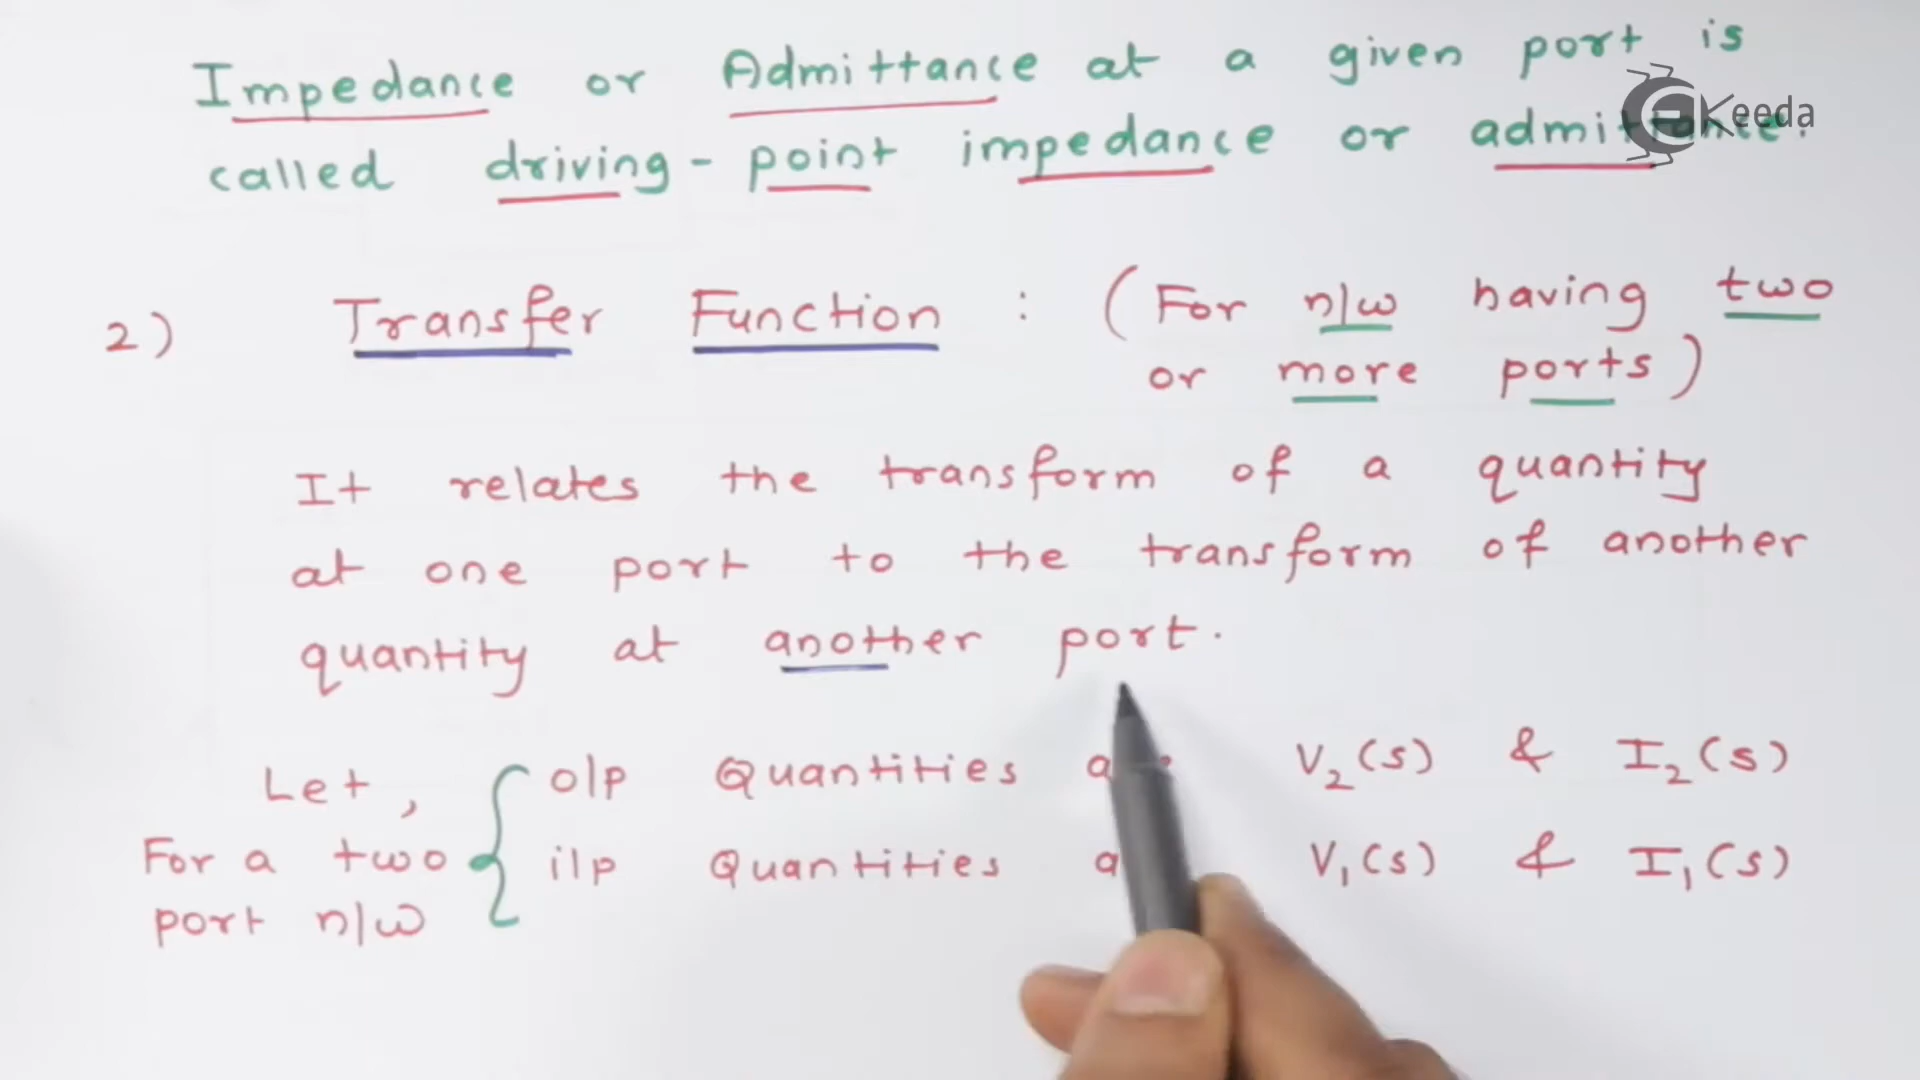 Impedance or Admittance at a given port is
called driving-point impedance or admittance.
Keeda
2) Transfer Function : (For n/w having two
or more ports)
It relates the transform of a quantity
at one port to the transform of another
quantity at another port.
Let, o/p Quantities V₂(s) & I₂(s)
For a two i/p Quantities V₁(s) & I₁(s)
port n/w